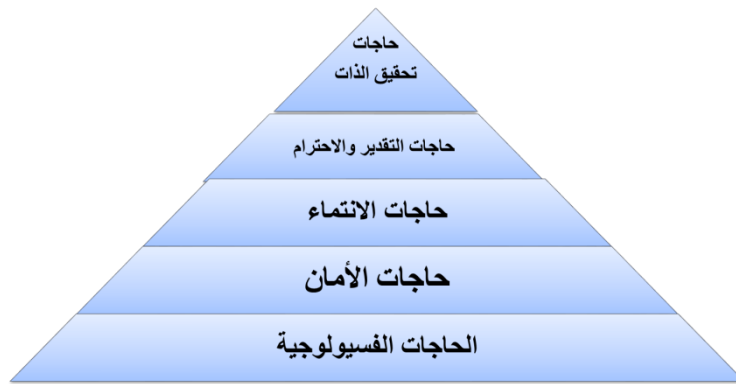 حاجات
تحقيق الذات
حاجات التقدير والاحترام
حاجات الانتماء
حاجات الأمان
الحاجات الفسيولوجية